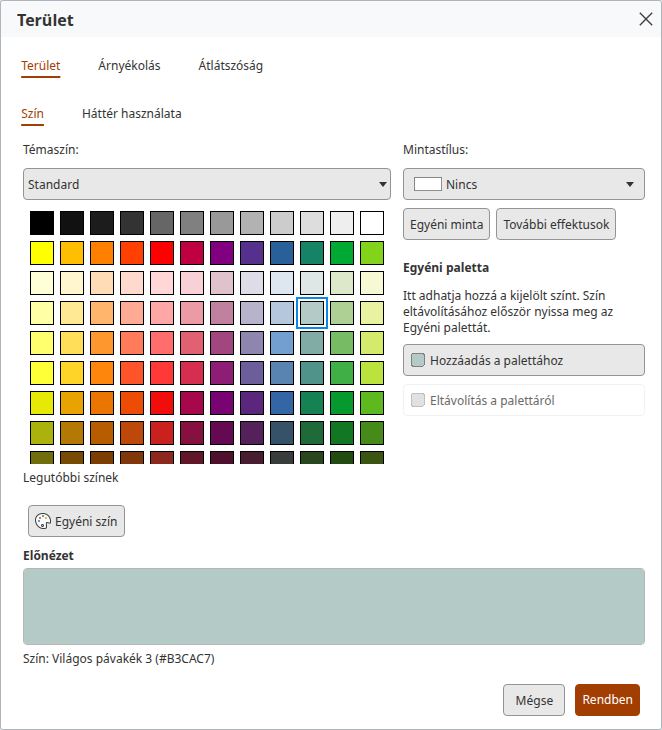 Terület
Terület Árnyékolás Átlátszóság
Szín Háttér használata
Témaszín:
Standard
Legutóbbi színek
Egyéni szín
Mintastílus:
Nincs
Egyéni minta További effektusok
Egyéni paletta
Itt adhatja hozzá a kijelölt színt. Szín
eltávolításához először nyissa meg az
Egyéni palettát.
Hozzáadás a palettához
Eltávolítás a palettáról
Előnézet
Szín: Világos pávakék 3 (#B3CAC7)
Mégse Rendben